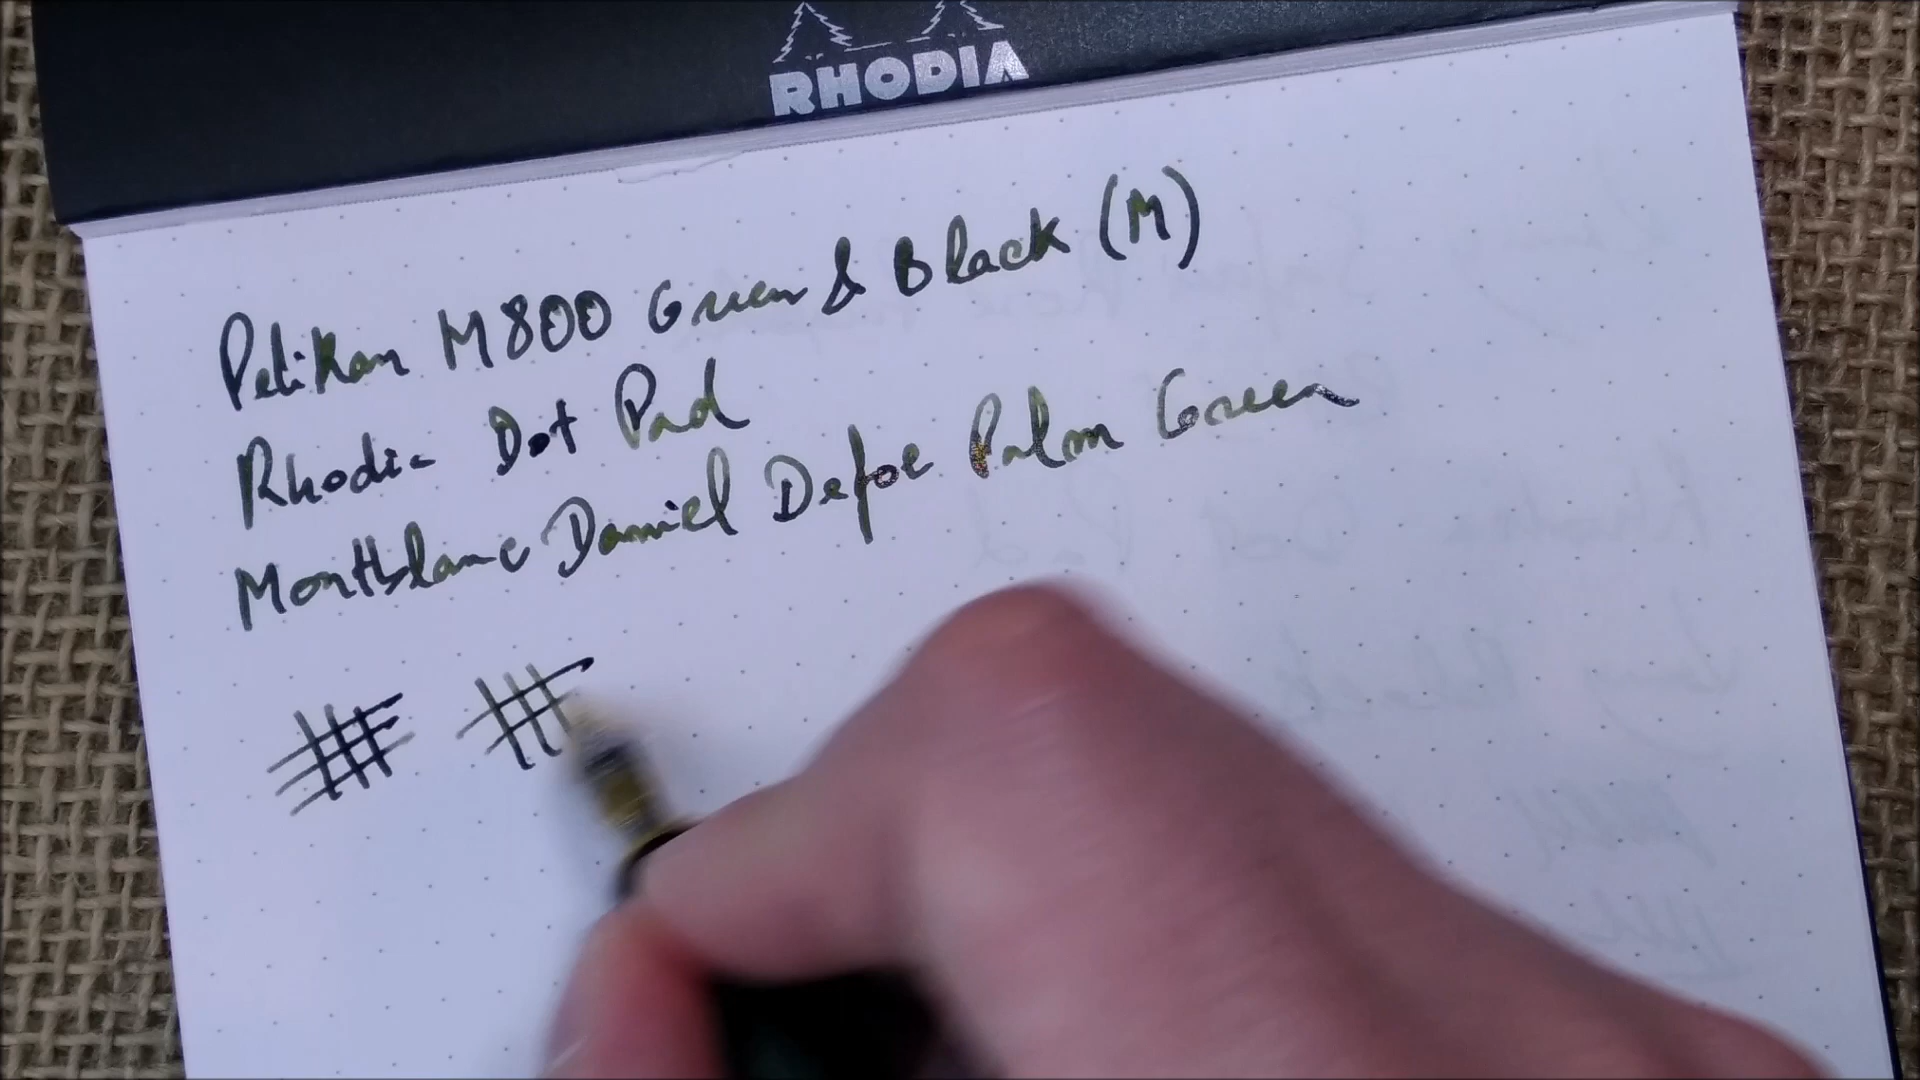 RHODIA
Pelikan M800 Green & Black (M)
Rhodia Dot Pad
Montblanc Daniel Defoe Palm Green